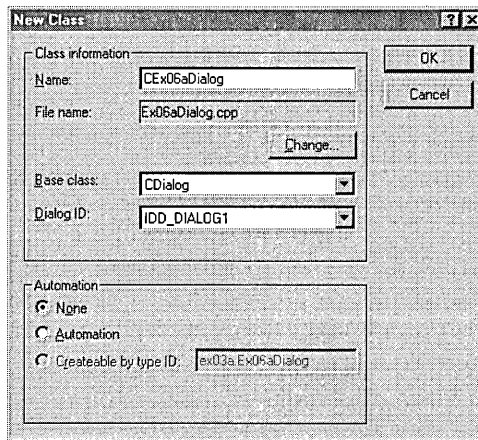 New Class
Class information
Name: CEx06aDialog
File name: Ex06aDialog.cpp
Change...
Base class: CDialog
Dialog ID: IDD_DIALOG1
OK
Cancel
Automation
None
Automation
Createable by type ID: ex03a.Ex06aDialog